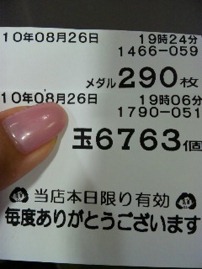 10年08月26日 19時24分
1466-059
メダル 290枚
10年08月26日 19時06分
1790-051
玉6763個
当店本日限り有効
毎度ありがとうございます